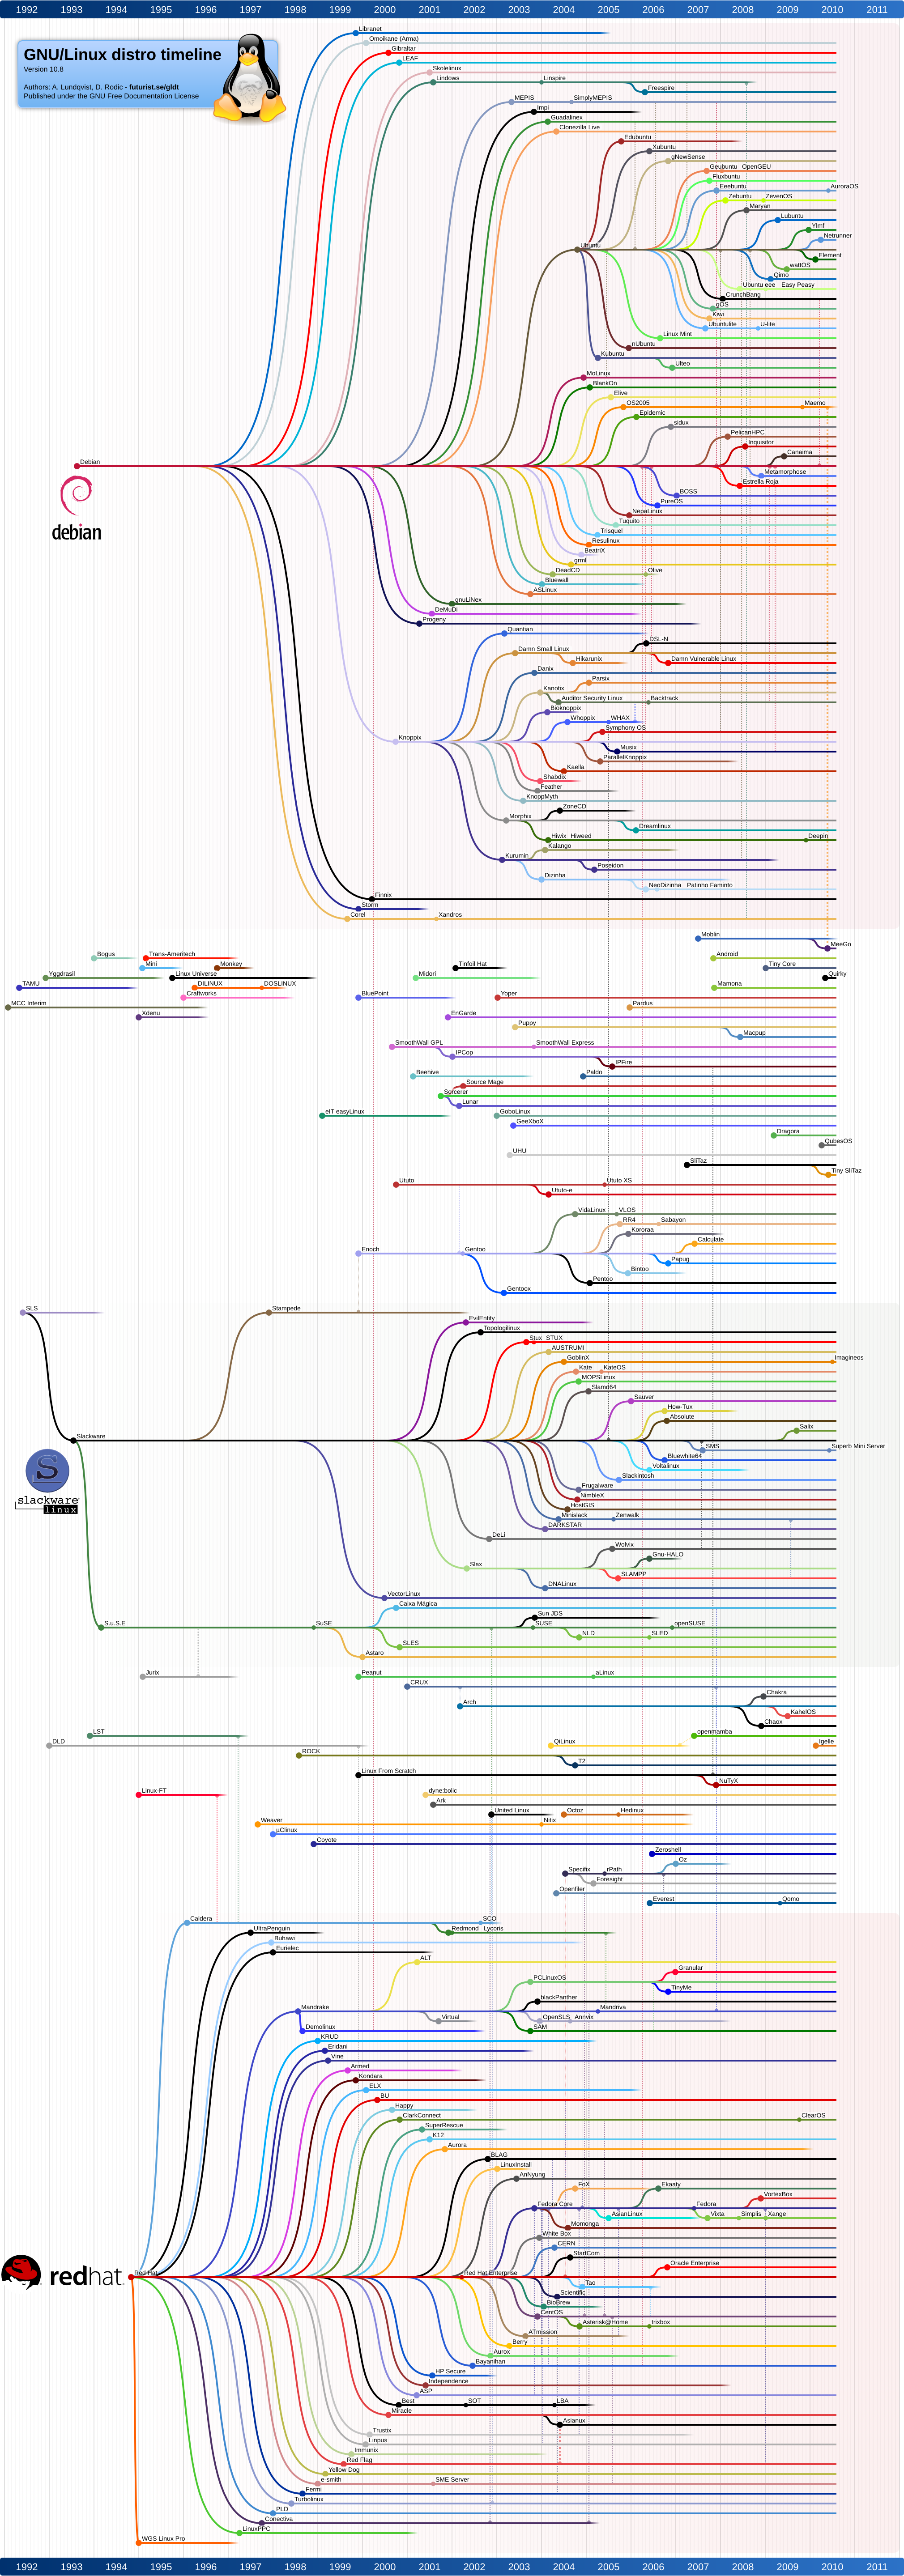 1992 1993 1994 1995 1996 1997 1998 1999 2000 2001 2002 2003 2004 2005 2006 2007 2008 2009 2010 2011
GNU/Linux distro timeline
Version 10.8
Authors: A. Lundqvist, D. Rodic - futurist.se/gldt
Published under the GNU Free Documentation License
Libranet
Omoikane (Arma)
Gibraltar
LEAF
Skolelinux
Lindows Linspire
Freespire
MEPIS SimplyMEPIS
Impi
Guadalinex
Clonezilla Live
Edubuntu
Xubuntu
gNewSense
Geubuntu OpenGEU
Fluxbuntu
Eeebuntu AuroraOS
Zebuntu ZevenOS
Maryan
Lubuntu
Ylmf
Netrunner
Ubuntu
Element
wattOS
Qimo
Ubuntu eee Easy Peasy
CrunchBang
gOS
Kiwi
Ubuntulite U-lite
Linux Mint
nUbuntu
Kubuntu
Ulteo
MoLinux
BlankOn
Elive
OS2005 Maemo
Epidemic
sidux
PelicanHPC
Inquisitor
Canaima
Debian
Metamorphose
Estrella Roja
BOSS
PureOS
NepaLinux
Tuquito
Trisquel
Resulinux
BeatriX
grml
DeadCD Olive
Bluewall
ASLinux
gnuLiNex
DeMuDi
Progeny
debian
Quantian
DSL-N
Damn Small Linux
Hikarunix Damn Vulnerable Linux
Danix
Parsix
Kanotix
Auditor Security Linux Backtrack
Bioknoppix
Whoppix WHAX
Symphony OS
Knoppix
Musix
ParallelKnoppix
Kaella
Shabdix
Feather
KnoppMyth
ZoneCD
Morphix
Dreamlinux
Hiwix Hiweed Deepin
Kalango
Kurumin
Poseidon
Dizinha
NeoDizinha Patinho Faminto
Finnix
Storm
Corel Xandros
Moblin
MeeGo
Bogus Trans-Ameritech Android
Mini Monkey Tinfoil Hat Tiny Core
Yggdrasil Linux Universe Midori Quirky
TAMU DILINUX DOSLINUX Mamona
Craftworks BluePoint Yoper
MCC Interim Pardus
Xdenu EnGarde
Puppy
Macpup
SmoothWall GPL SmoothWall Express
IPCop
IPFire
Beehive Paldo
Source Mage
Sorcerer
Lunar
eIT easyLinux GoboLinux
GeeXboX
Dragora
QubesOS
UHU
SliTaz
Tiny SliTaz
Ututo Ututo XS
Ututo-e
VidaLinux VLOS
RR4 Sabayon
Kororaa
Calculate
Enoch Gentoo
Papug
Bintoo
Pentoo
Gentoox
SLS Stampede
EvilEntity
Topologilinux
Stux STUX
AUSTRUMI
GoblinX Imagineos
Kate KateOS
MOPSLinux
Slamd64
Sauver
How-Tux
Absolute
Salix
Slackware
SMS Superb Mini Server
Bluewhite64
Voltalinux
Slackintosh
Frugalware
NimbleX
HostGIS
Minislack Zenwalk
DARKSTAR
DeLi
Wolvix
Gnu-HALO
Slax
SLAMPP
DNALinux
VectorLinux
slackware
linux
Caixa Mágica
Sun JDS
S.u.S.E SuSE SUSE openSUSE
NLD SLED
SLES
Astaro
Jurix Peanut aLinux
CRUX
Chakra
Arch
KahelOS
Chaox
LST openmamba
DLD QiLinux Igelle
ROCK
T2
Linux From Scratch
NuTyX
Linux-FT dyne:bolic
Ark
United Linux Octoz Hedinux
Weaver Nitix
µClinux
Coyote
Zeroshell
Oz
Specifix rPath
Foresight
Openfiler
Everest Qomo
Caldera SCO
UltraPenguin Redmond Lycoris
Buhawi
Eurielec
ALT
Granular
PCLinuxOS
TinyMe
blackPanther
Mandrake Mandriva
Virtual OpenSLS Annvix
Demolinux SAM
KRUD
Eridani
Vine
Armed
Kondara
ELX
BU
Happy
ClarkConnect ClearOS
SuperRescue
K12
Aurora
BLAG
LinuxInstall
AnNyung
FoX Ekaaty
VortexBox
Fedora Core Fedora
AsianLinux Vixta Simplis Xange
Momonga
White Box
CERN
StartCom
Oracle Enterprise
redhat
Red Hat Red Hat Enterprise
Tao
Scientific
BioBrew
CentOS
Asterisk@Home trixbox
ATmission
Berry
Aurox
Bayanihan
HP Secure
Independence
ASP
Best SOT LBA
Miracle
Asianux
Trustix
Linpus
Immunix
Red Flag
Yellow Dog
e-smith SME Server
Fermi
Turbolinux
PLD
Conectiva
LinuxPPC
WGS Linux Pro
1992 1993 1994 1995 1996 1997 1998 1999 2000 2001 2002 2003 2004 2005 2006 2007 2008 2009 2010 2011